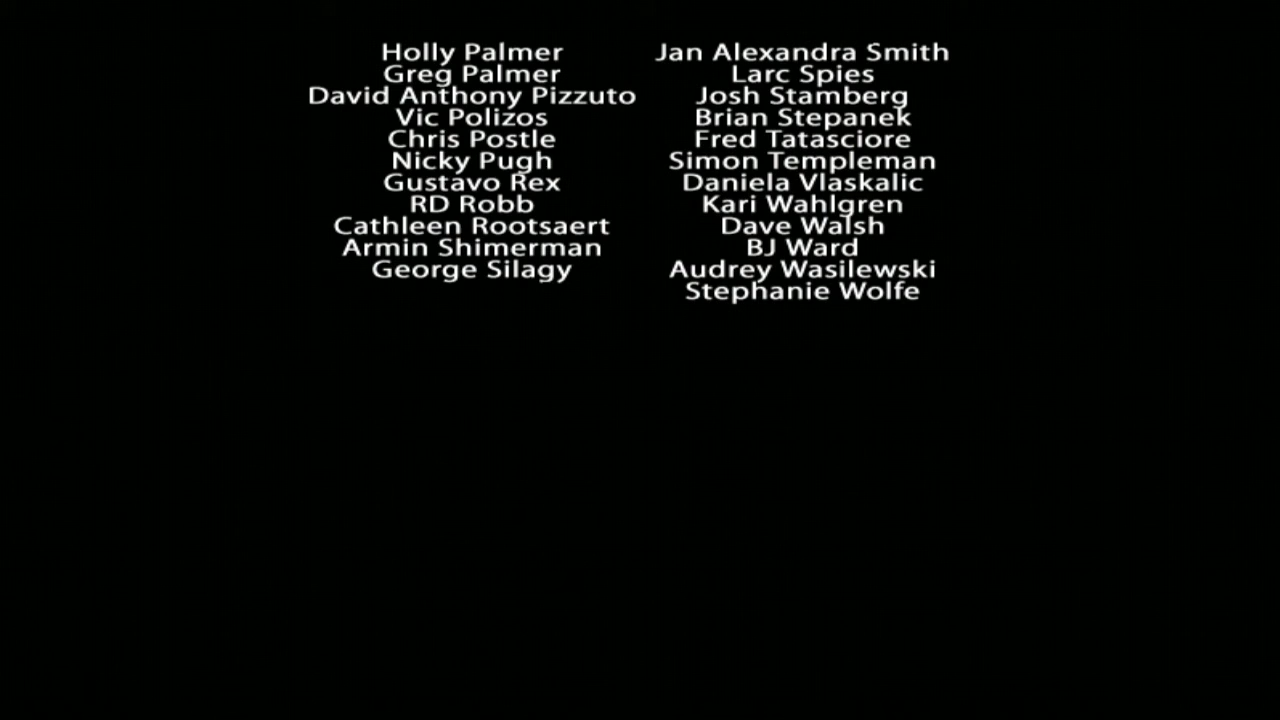 Holly Palmer
Greg Palmer
David Anthony Pizzuto
Vic Polizos
Chris Postle
Nicky Pugh
Gustavo Rex
RD Robb
Cathleen Rootsaert
Armin Shimerman
George Silagy
Jan Alexandra Smith
Larc Spies
Josh Stamberg
Brian Stepanek
Fred Tatasciore
Simon Templeman
Daniela Vlaskalic
Kari Wahlgren
Dave Walsh
BJ Ward
Audrey Wasilewski
Stephanie Wolfe